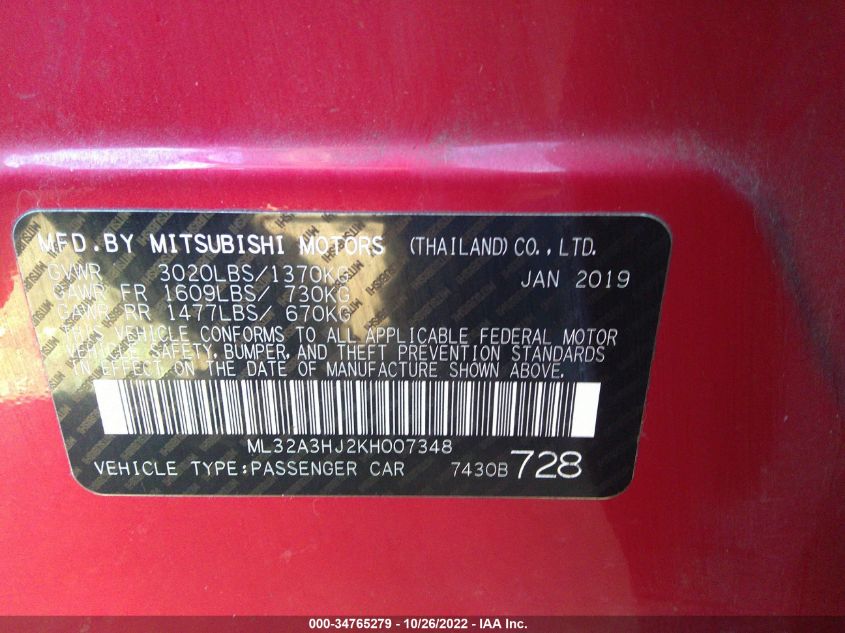 MFD.BY MITSUBISHI MOTORS (THAILAND)CO.,LTD.
GVWR 3020LBS/1370KG JAN 2019
GAWR FR 1609LBS/ 730KG
GAWR RR 1477LBS/ 670KG
THIS VEHICLE CONFORMS TO ALL APPLICABLE FEDERAL MOTOR
VEHICLE SAFETY, BUMPER, AND THEFT PREVENTION STANDARDS
IN EFFECT ON THE DATE OF MANUFACTURE SHOWN ABOVE.
ML32A3HJ2KH007348
VEHICLE TYPE:PASSENGER CAR 7430B 728
000-34765279 - 10/26/2022 - IAA Inc.